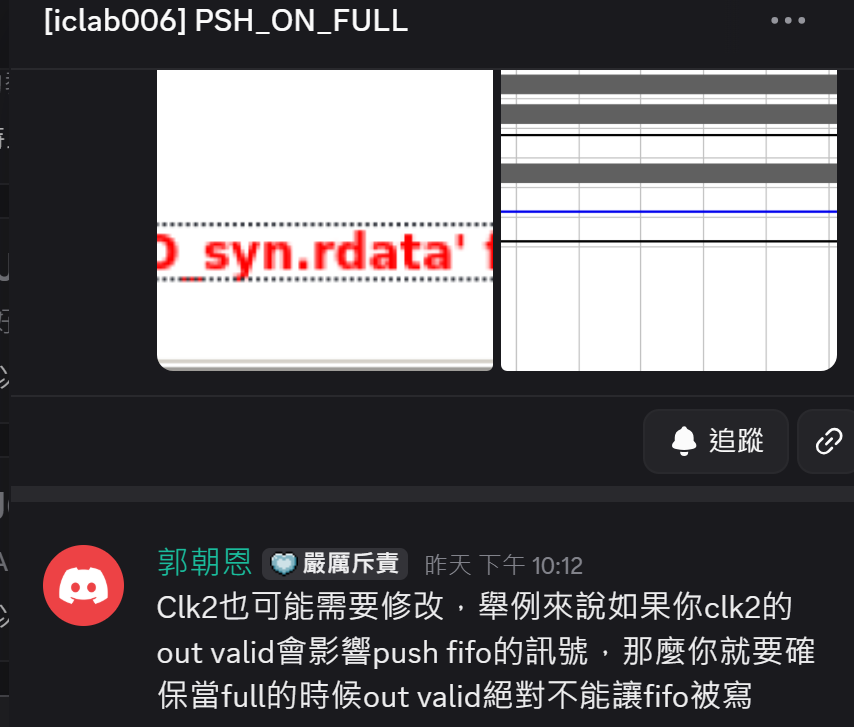 [iclab006] PSH_ON_FULL
_syn.rdata'
追蹤
郭朝恩 嚴厲斥責 昨天 下午 10:12
Clk2也可能需要修改，舉例來說如果你clk2的
out valid會影響push fifo的訊號，那麼你就要確
保當full的時候out valid絕對不能讓fifo被寫